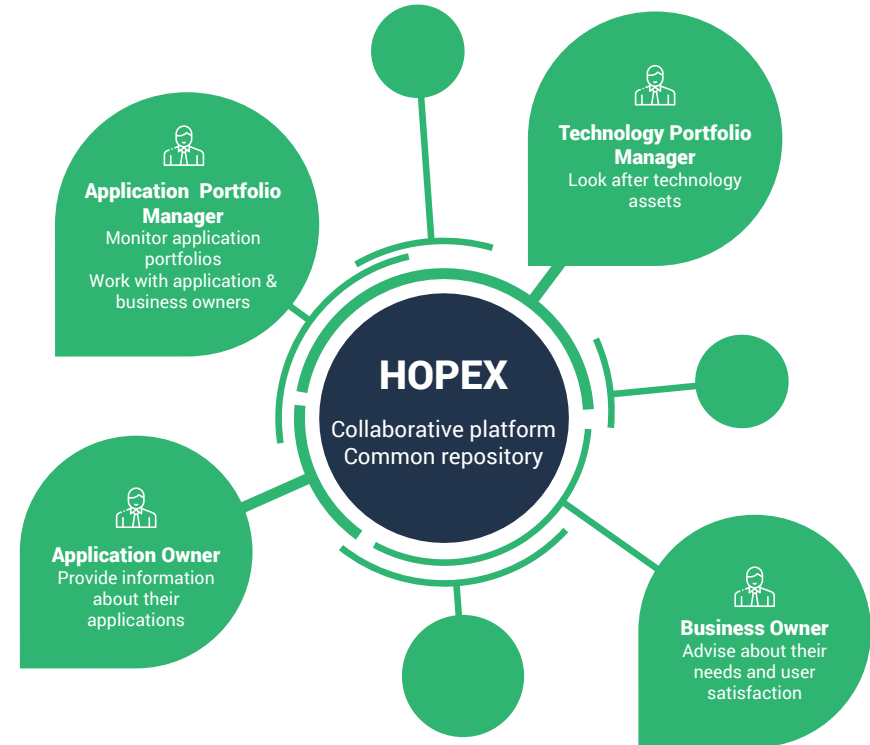 Technology Portfolio
Manager
Look after technology
assets
Application Portfolio
Manager
Monitor application
portfolios
Work with application &
business owners
HOPEX
Collaborative platform
Common repository
Application Owner
Provide information
about their
applications
Business Owner
Advise about their
needs and user
satisfaction